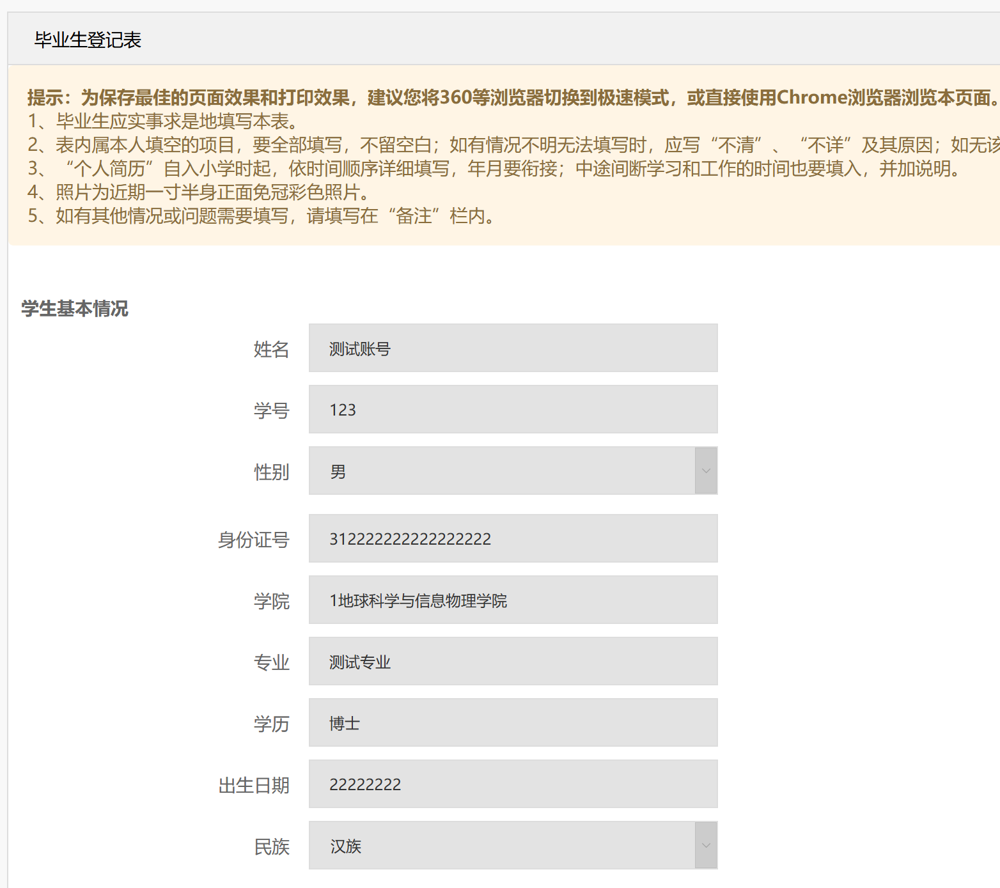 毕业生登记表
提示：为保存最佳的页面效果和打印效果，建议您将360等浏览器切换到极速模式，或直接使用Chrome浏览器浏览本页面。
1、毕业生应实事求是地填写本表。
2、表内属本人填空的项目，要全部填写，不留空白；如有情况不明无法填写时，应写“不清”、“不详”及其原因；如无该
3、“个人简历”自入小学时起，依时间顺序详细填写，年月要衔接；中途间断学习和工作的时间也要填入，并加说明。
4、照片为近期一寸半身正面免冠彩色照片。
5、如有其他情况或问题需要填写，请填写在“备注”栏内。
学生基本情况
姓名 测试账号
学号 123
性别 男
身份证号 312222222222222222
学院 1地球科学与信息物理学院
专业 测试专业
学历 博士
出生日期 22222222
民族 汉族